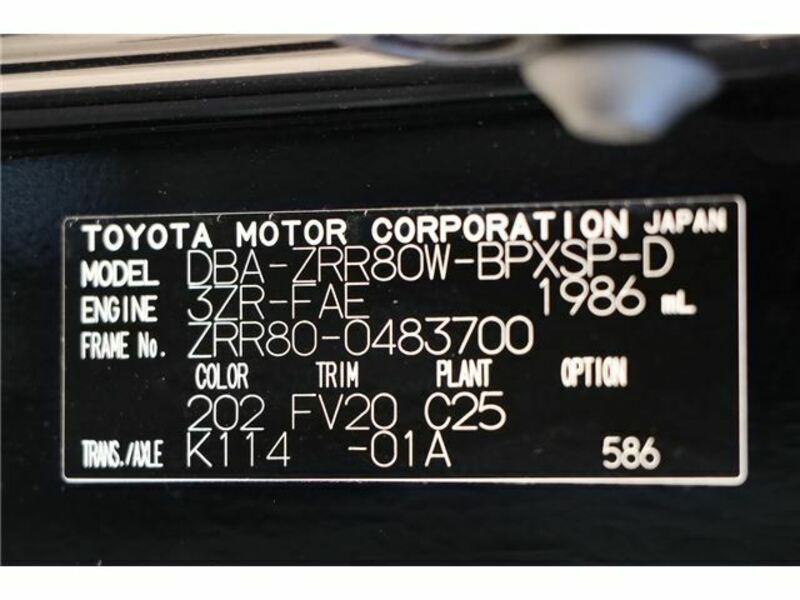 TOYOTA MOTOR CORPORATION JAPAN
MODEL DBA-ZRR80W-BPXSP-D
ENGINE 3ZR-FAE 1986 mL
FRAME No. ZRR80-0483700
COLOR TRIM PLANT OPTION
202 FV20 C25
TRANS./AXLE K114 -01A 586